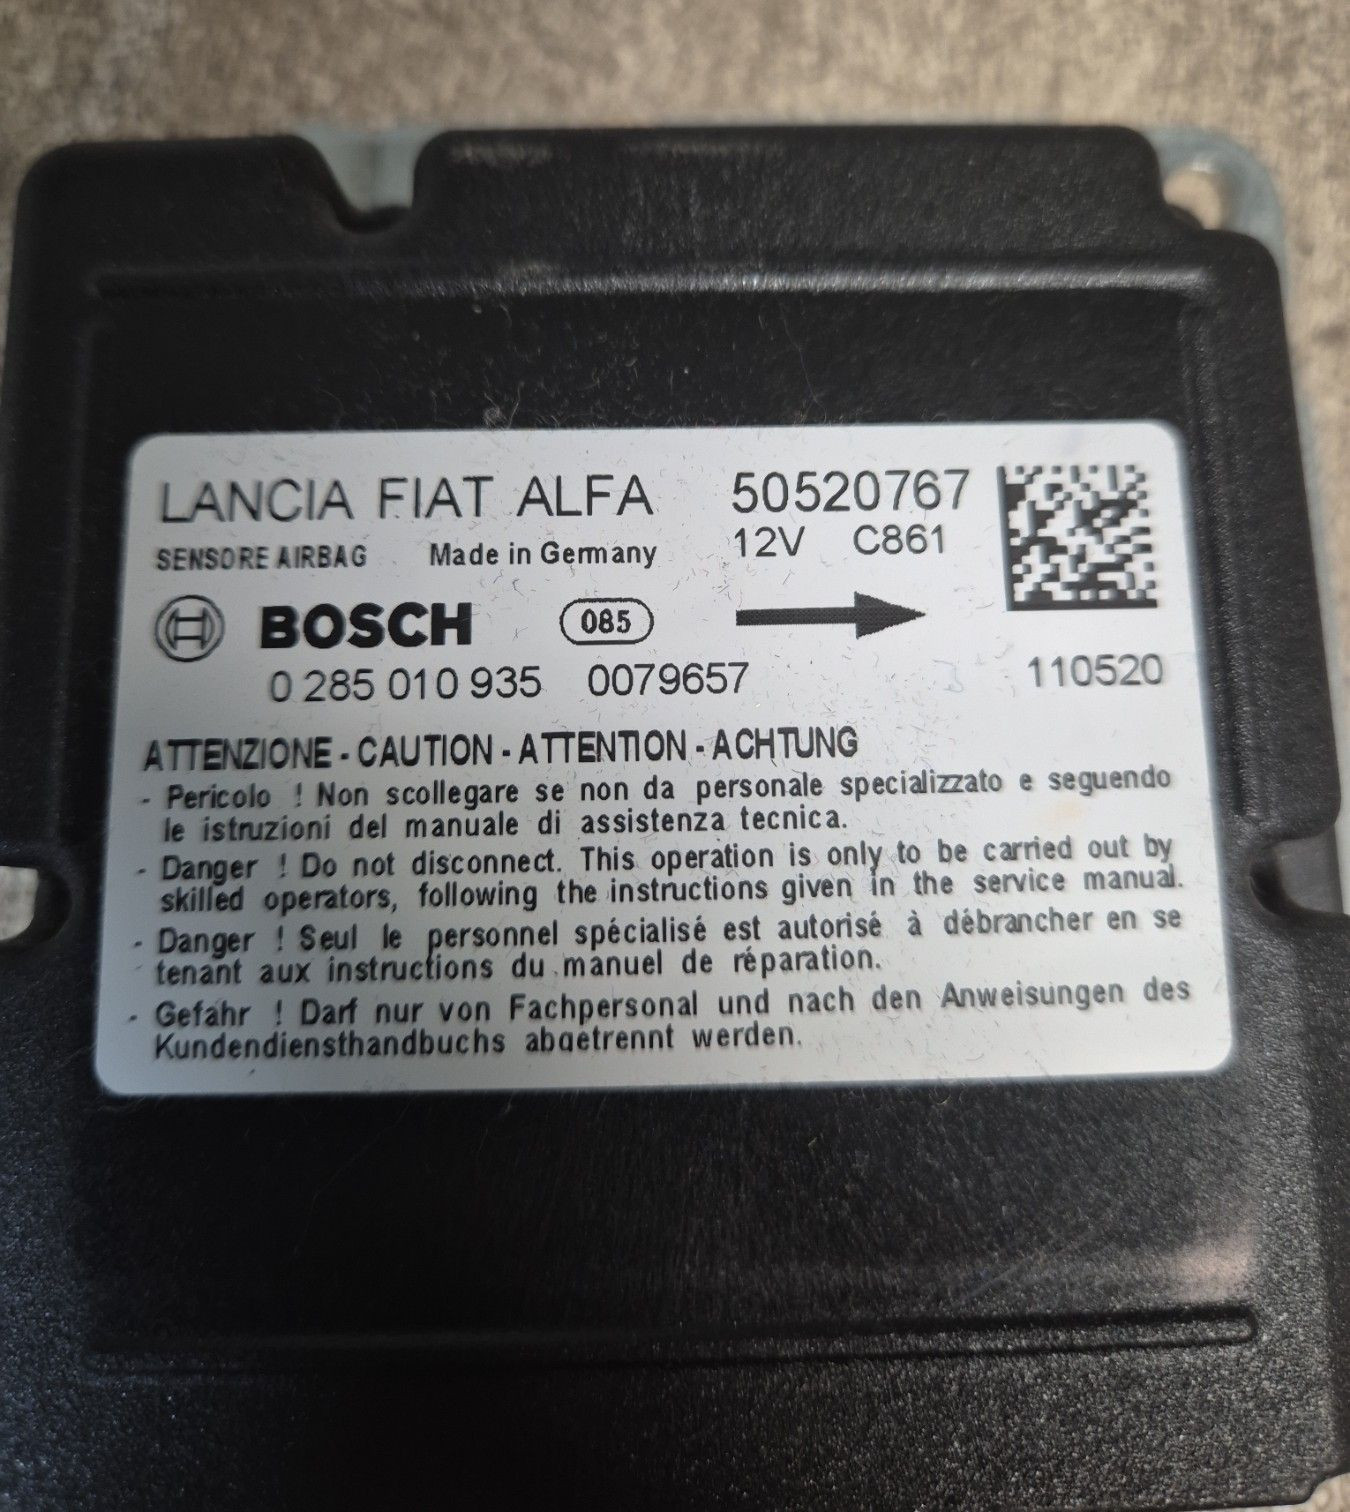 LANCIA FIAT ALFA 50520767
SENSORE AIRBAG Made in Germany 12V C861
BOSCH 085
0 285 010 935 0079657 110520
ATTENZIONE - CAUTION - ATTENTION - ACHTUNG
- Pericolo ! Non scollegare se non da personale specializzato e seguendo
le istruzioni del manuale di assistenza tecnica.
- Danger ! Do not disconnect. This operation is only to be carried out by
skilled operators, following the instructions given in the service manual.
- Danger ! Seul le personnel spécialisé est autorisé à débrancher en se
tenant aux instructions du manuel de réparation.
- Gefahr ! Darf nur von Fachpersonal und nach den Anweisungen des
Kundendiensthandbuchs abgetrennt werden.